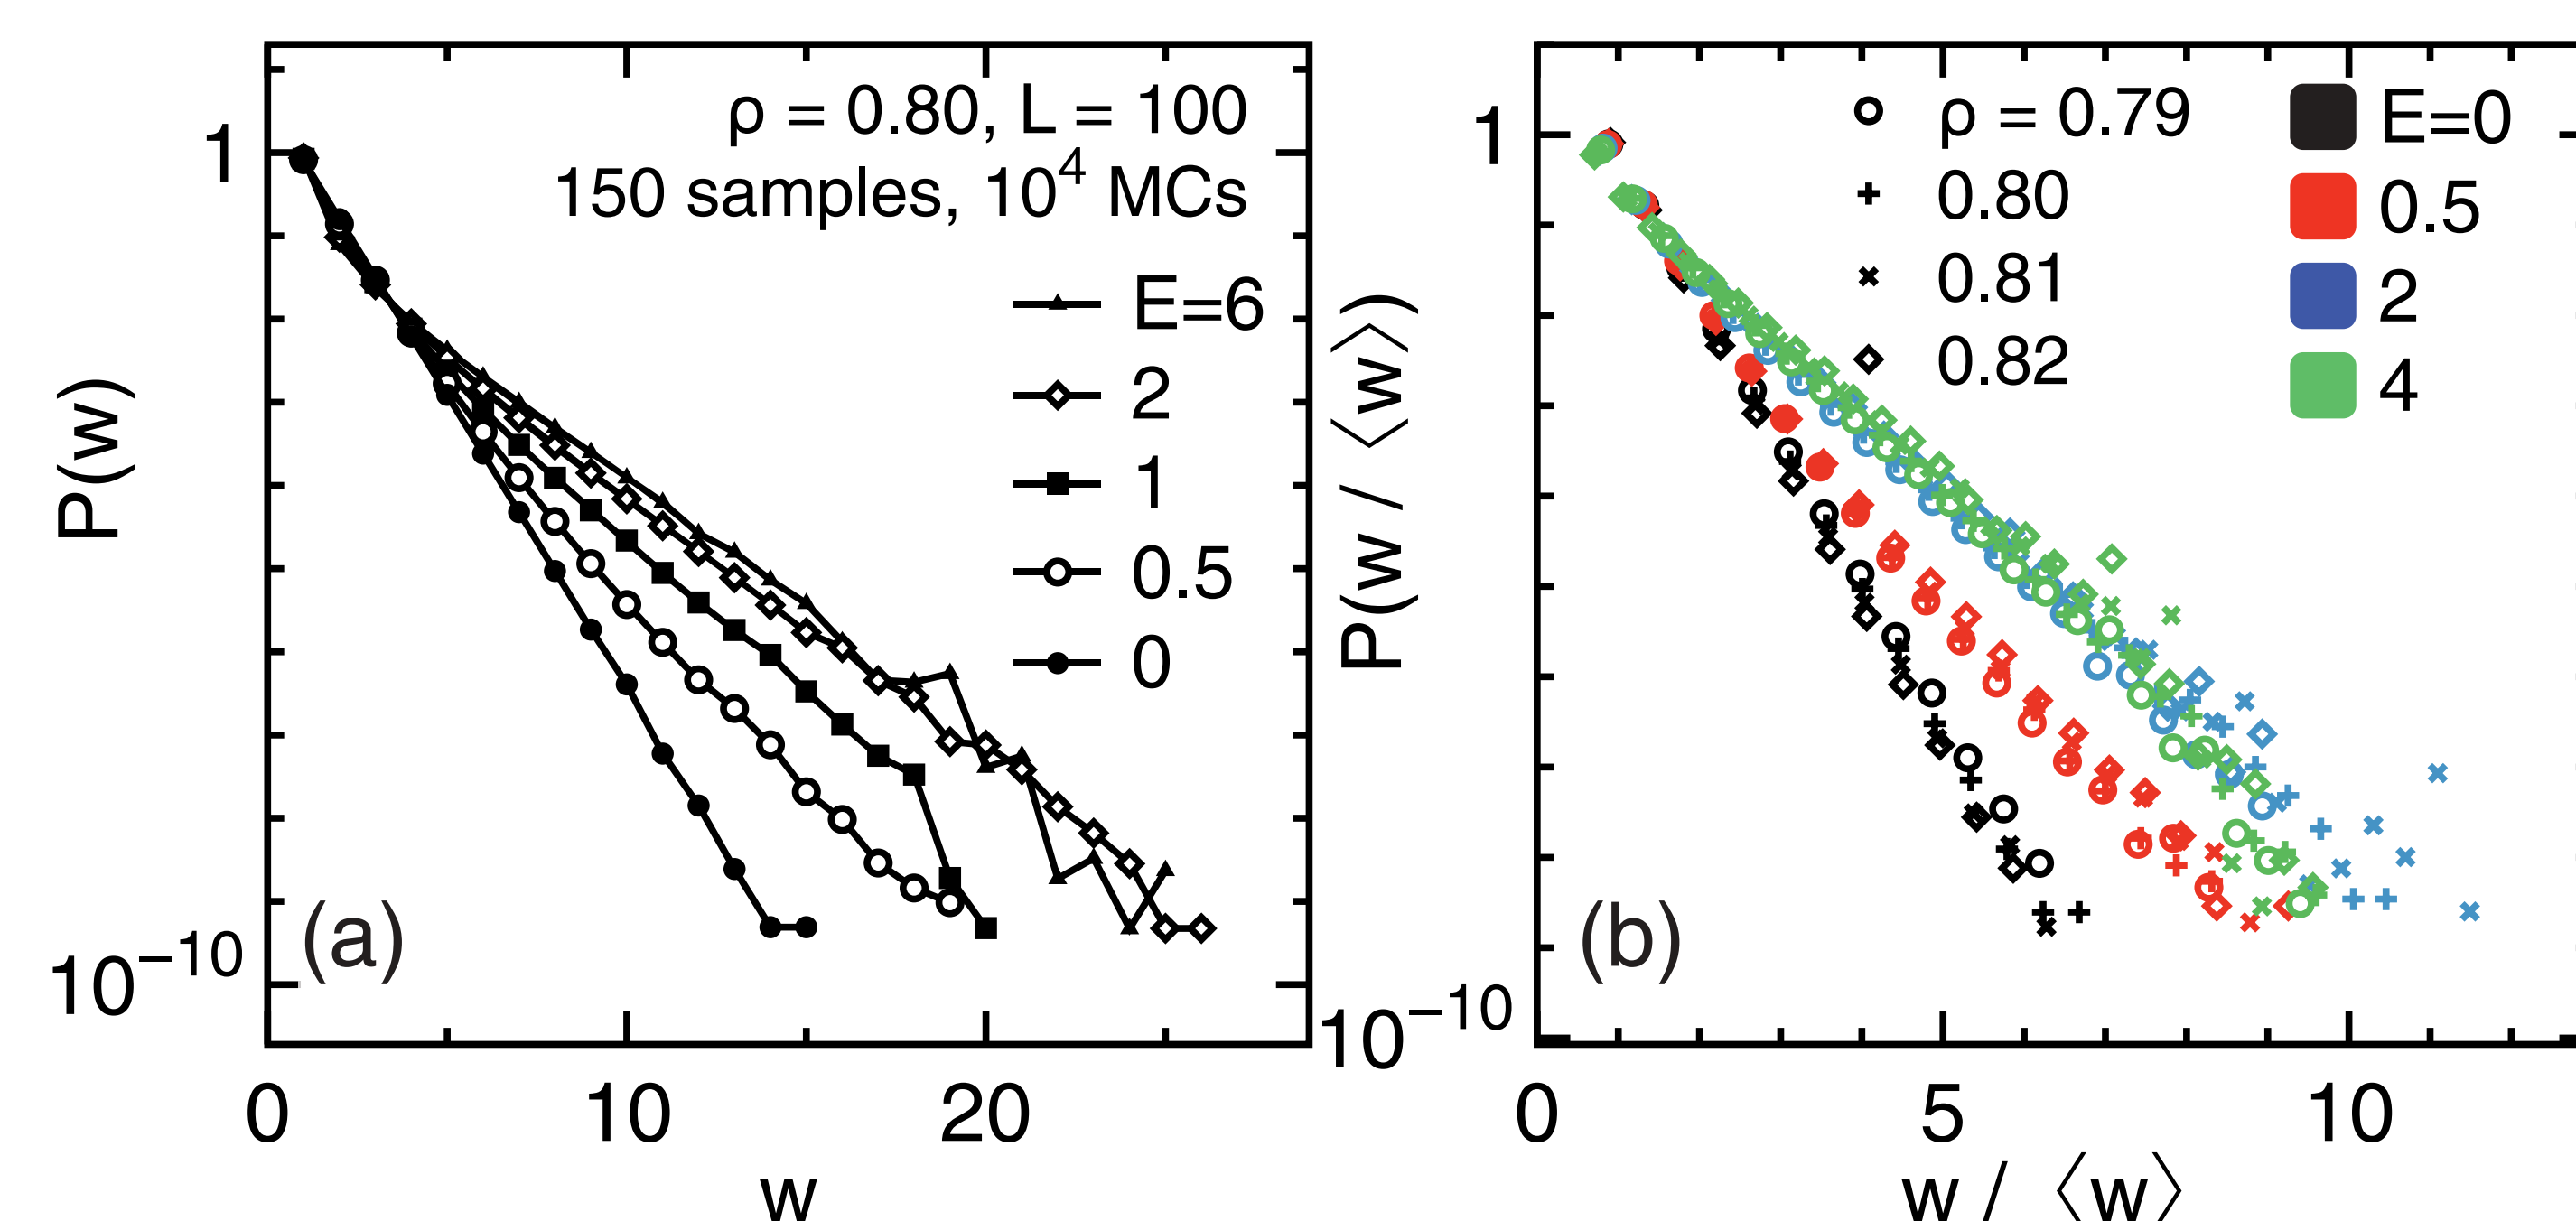 ρ = 0.80, L = 100
150 samples, 10⁴ MCs
E=6
2
1
0.5
0
P(w)
1
10⁻¹⁰
(a)
0 10 20
w
ρ = 0.79
0.80
0.81
0.82
E=0
0.5
2
4
P(w / ⟨w⟩)
1
10⁻¹⁰
(b)
0 5 10
w / ⟨w⟩